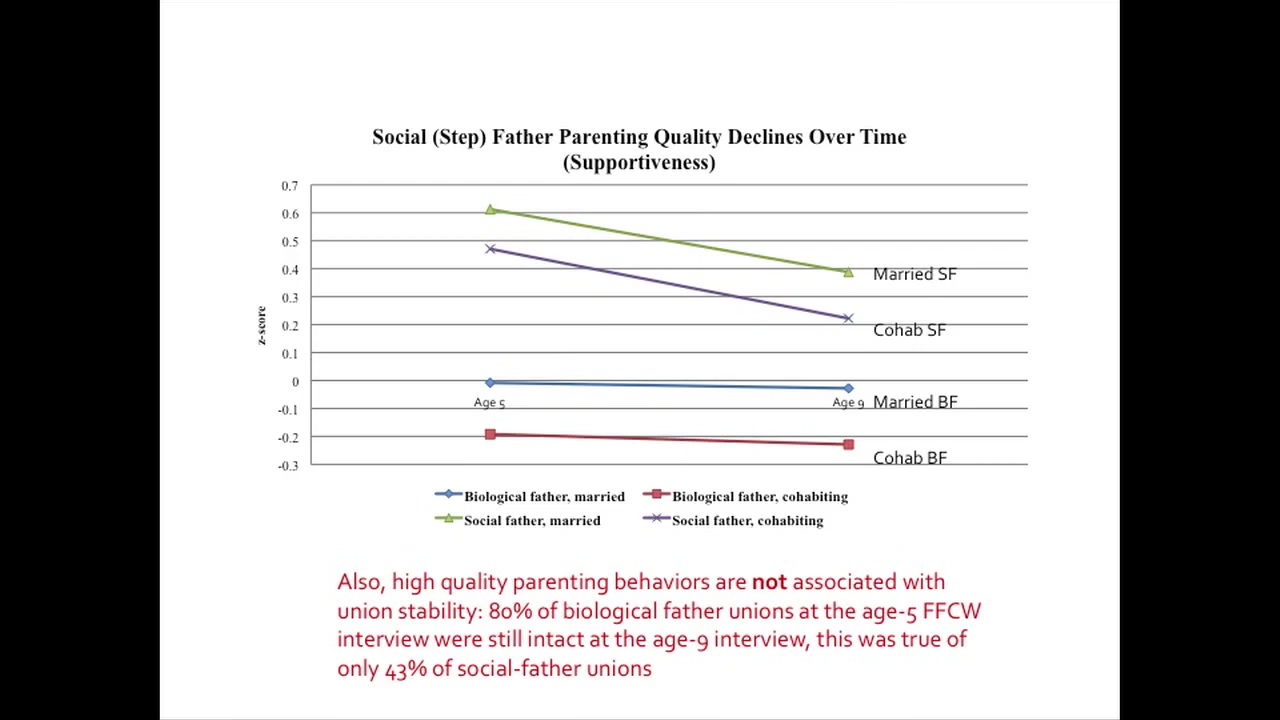 Social (Step) Father Parenting Quality Declines Over Time
(Supportiveness)
0.7
0.6
0.5
0.4
0.3
0.2
0.1
0
-0.1
-0.2
-0.3
z-score
Age 5
Age 9
Married SF
Cohab SF
Married BF
Cohab BF
Biological father, married
Biological father, cohabiting
Social father, married
Social father, cohabiting
Also, high quality parenting behaviors are not associated with
union stability: 80% of biological father unions at the age-5 FFCW
interview were still intact at the age-9 interview, this was true of
only 43% of social-father unions